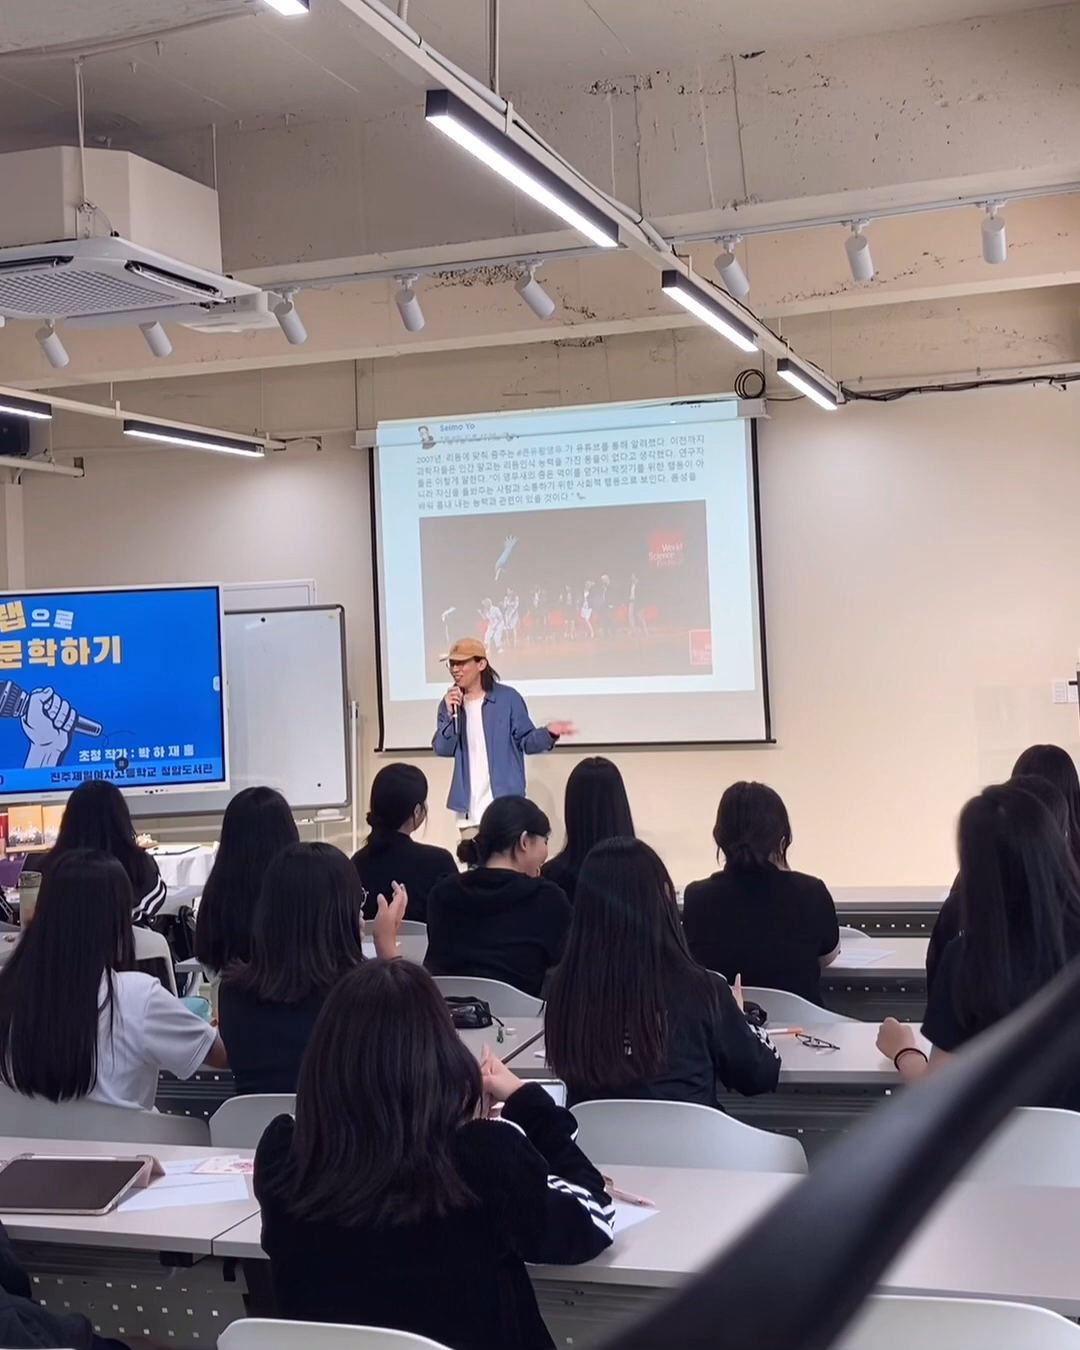 랩으로
문학하기
초청 작가 : 박 하 재 홍
진주제일여자고등학교 청람도서관
Seimo Yo
2007년. 리듬에 맞춰 춤추는 #큰유황앵무 가 유튜브를 통해 알려졌다. 이전까지
과학자들은 인간 말고는 리듬인식 능력을 가진 동물이 없다고 생각했다. 연구자
들은 이렇게 말한다. "이 앵무새의 춤은 먹이를 얻거나 짝짓기를 위한 행동이 아
니라 자신을 돌봐주는 사람과 소통하기 위한 사회적 행동으로 보인다. 음성을
배워 흉내 내는 능력과 관련이 있을 것이다."
World
Science
Festival